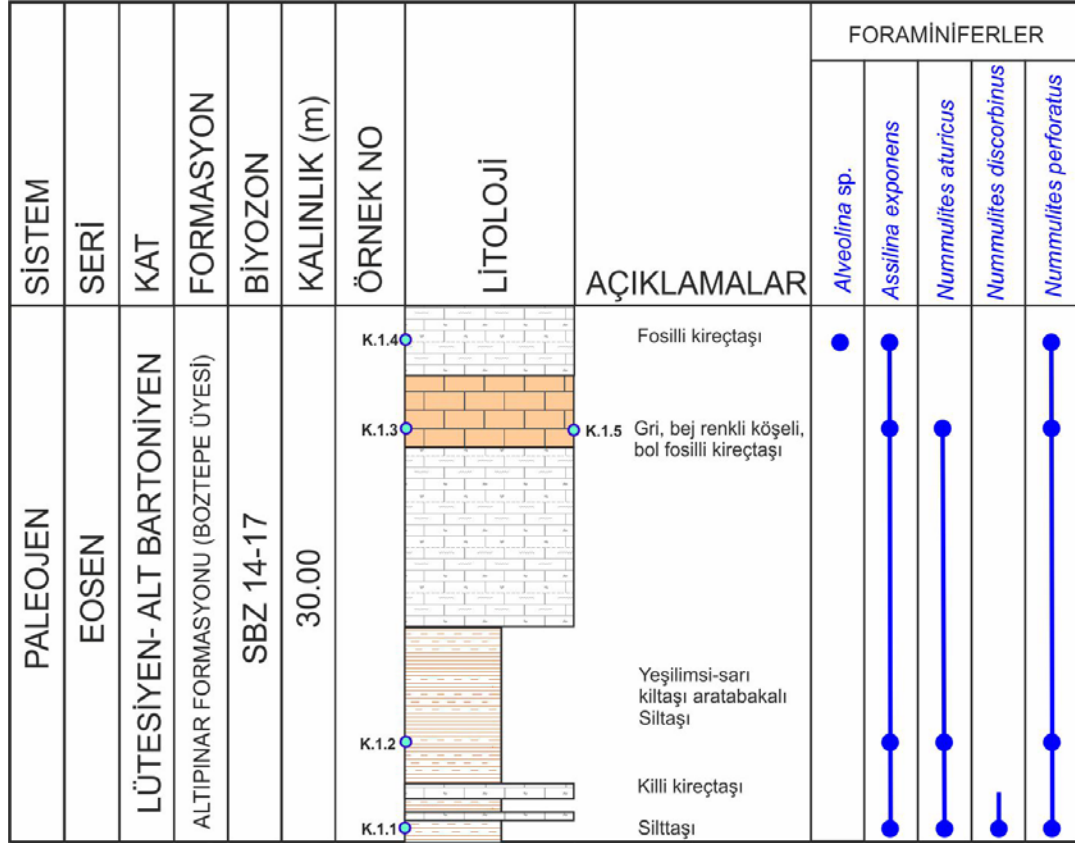 SİSTEM
SERİ
KAT
FORMASYON
BİYOZON
KALINLIK (m)
ÖRNEK NO
LİTOLOJİ
AÇIKLAMALAR
FORAMİNİFERLER
Alveolina sp.
Assilina exponens
Nummulites aturicus
Nummulites discorbinus
Nummulites perforatus
PALEOJEN
EOSEN
LÜTESİYEN- ALT BARTONİYEN
ALTIPINAR FORMASYONU (BOZTEPE ÜYESİ)
SBZ 14-17
30.00
K.1.4
Fosilli kireçtaşı
K.1.3
K.1.5
Gri, bej renkli köşeli,
bol fosilli kireçtaşı
Yeşilimsi-sarı
kiltaşı aratabakalı
Siltaşı
K.1.2
Killi kireçtaşı
K.1.1
Silttaşı